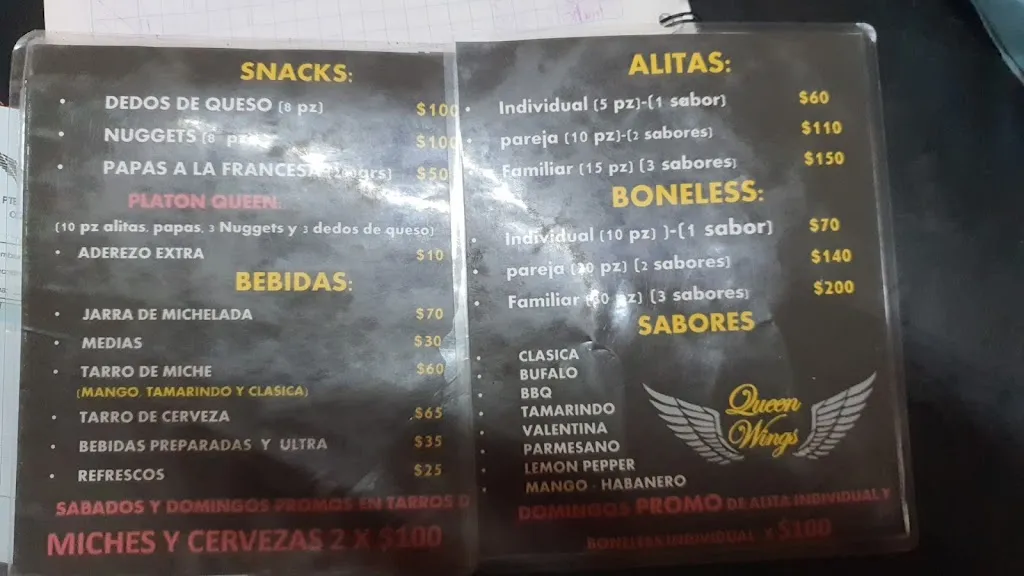 SNACKS:
• DEDOS DE QUESO (8 pz) $100
• NUGGETS (8 $100
• PAPAS A LA FRANCESA $50
PLATON QUEEN
(10 pz alitas, papas, 3 Nuggets y 3 dedos de queso)
• ADEREZO EXTRA $10
BEBIDAS:
• JARRA DE MICHELADA $70
• MEDIAS $30
• TARRO DE MICHE $60
(MANGO, TAMARINDO Y CLASICA)
• TARRO DE CERVEZA $65
• BEBIDAS PREPARADAS Y ULTRA $35
• REFRESCOS $25
SABADOS Y DOMINGOS PROMOS EN TARROS D
MICHES Y CERVEZAS 2 X $100
ALITAS:
• Individual (5 pz)-(1 sabor) $60
• pareja (10 pz)-(2 sabores) $110
• Familiar (15 pz) (3 sabores) $150
BONELESS:
• Individual (10 pz) )-(1 sabor) $70
• pareja (20 pz) (2 sabores) $140
• Familiar (30 pz) (3 sabores) $200
SABORES
• CLASICA
• BUFALO
• BBQ
• TAMARINDO
• VALENTINA
• PARMESANO
• LEMON PEPPER
• MANGO - HABANERO
Queen
Wings
DOMINGOS PROMO DE ALITA INDIVIDUAL Y
BONELESS INDIVIDUAL X $100